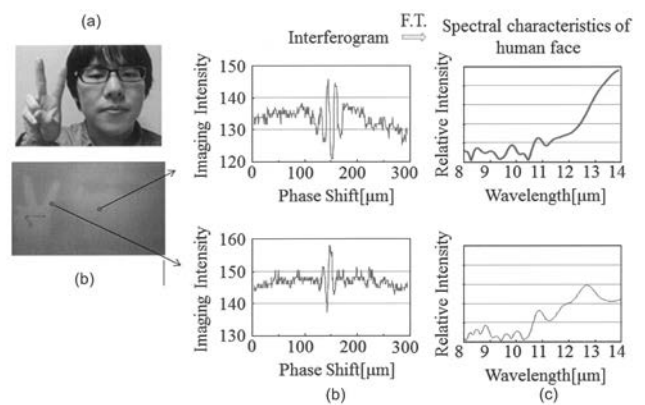 (a)
(b)
F.T.
Interferogram
Spectral characteristics of
human face
Imaging Intensity
150
140
130
120
0
100
200
300
Phase Shift[μm]
Relative Intensity
8
9
10
11
12
13
14
Wavelength[μm]
Imaging Intensity
160
150
140
130
0
100
200
300
Phase Shift[μm]
(b)
Relative Intensity
8
9
10
11
12
13
14
Wavelength[μm]
(c)